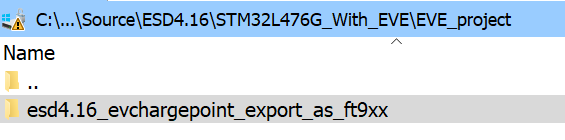 C:\...\Source\ESD4.16\STM32L476G_With_EVE\EVE_project
Name
..
esd4.16_evchargepoint_export_as_ft9xx